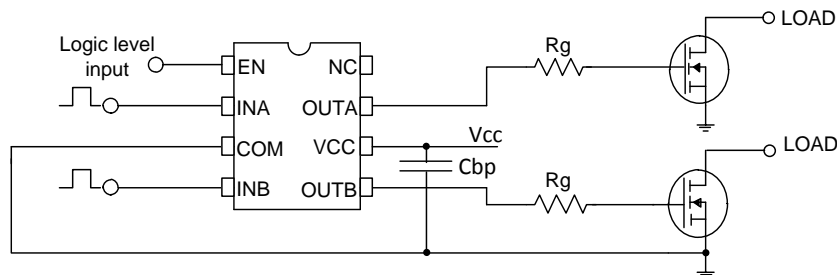 LOAD
Logic level
input
Rg
EN
NC
INA
OUTA
COM
VCC
Vcc
Cbp
LOAD
Rg
INB
OUTB